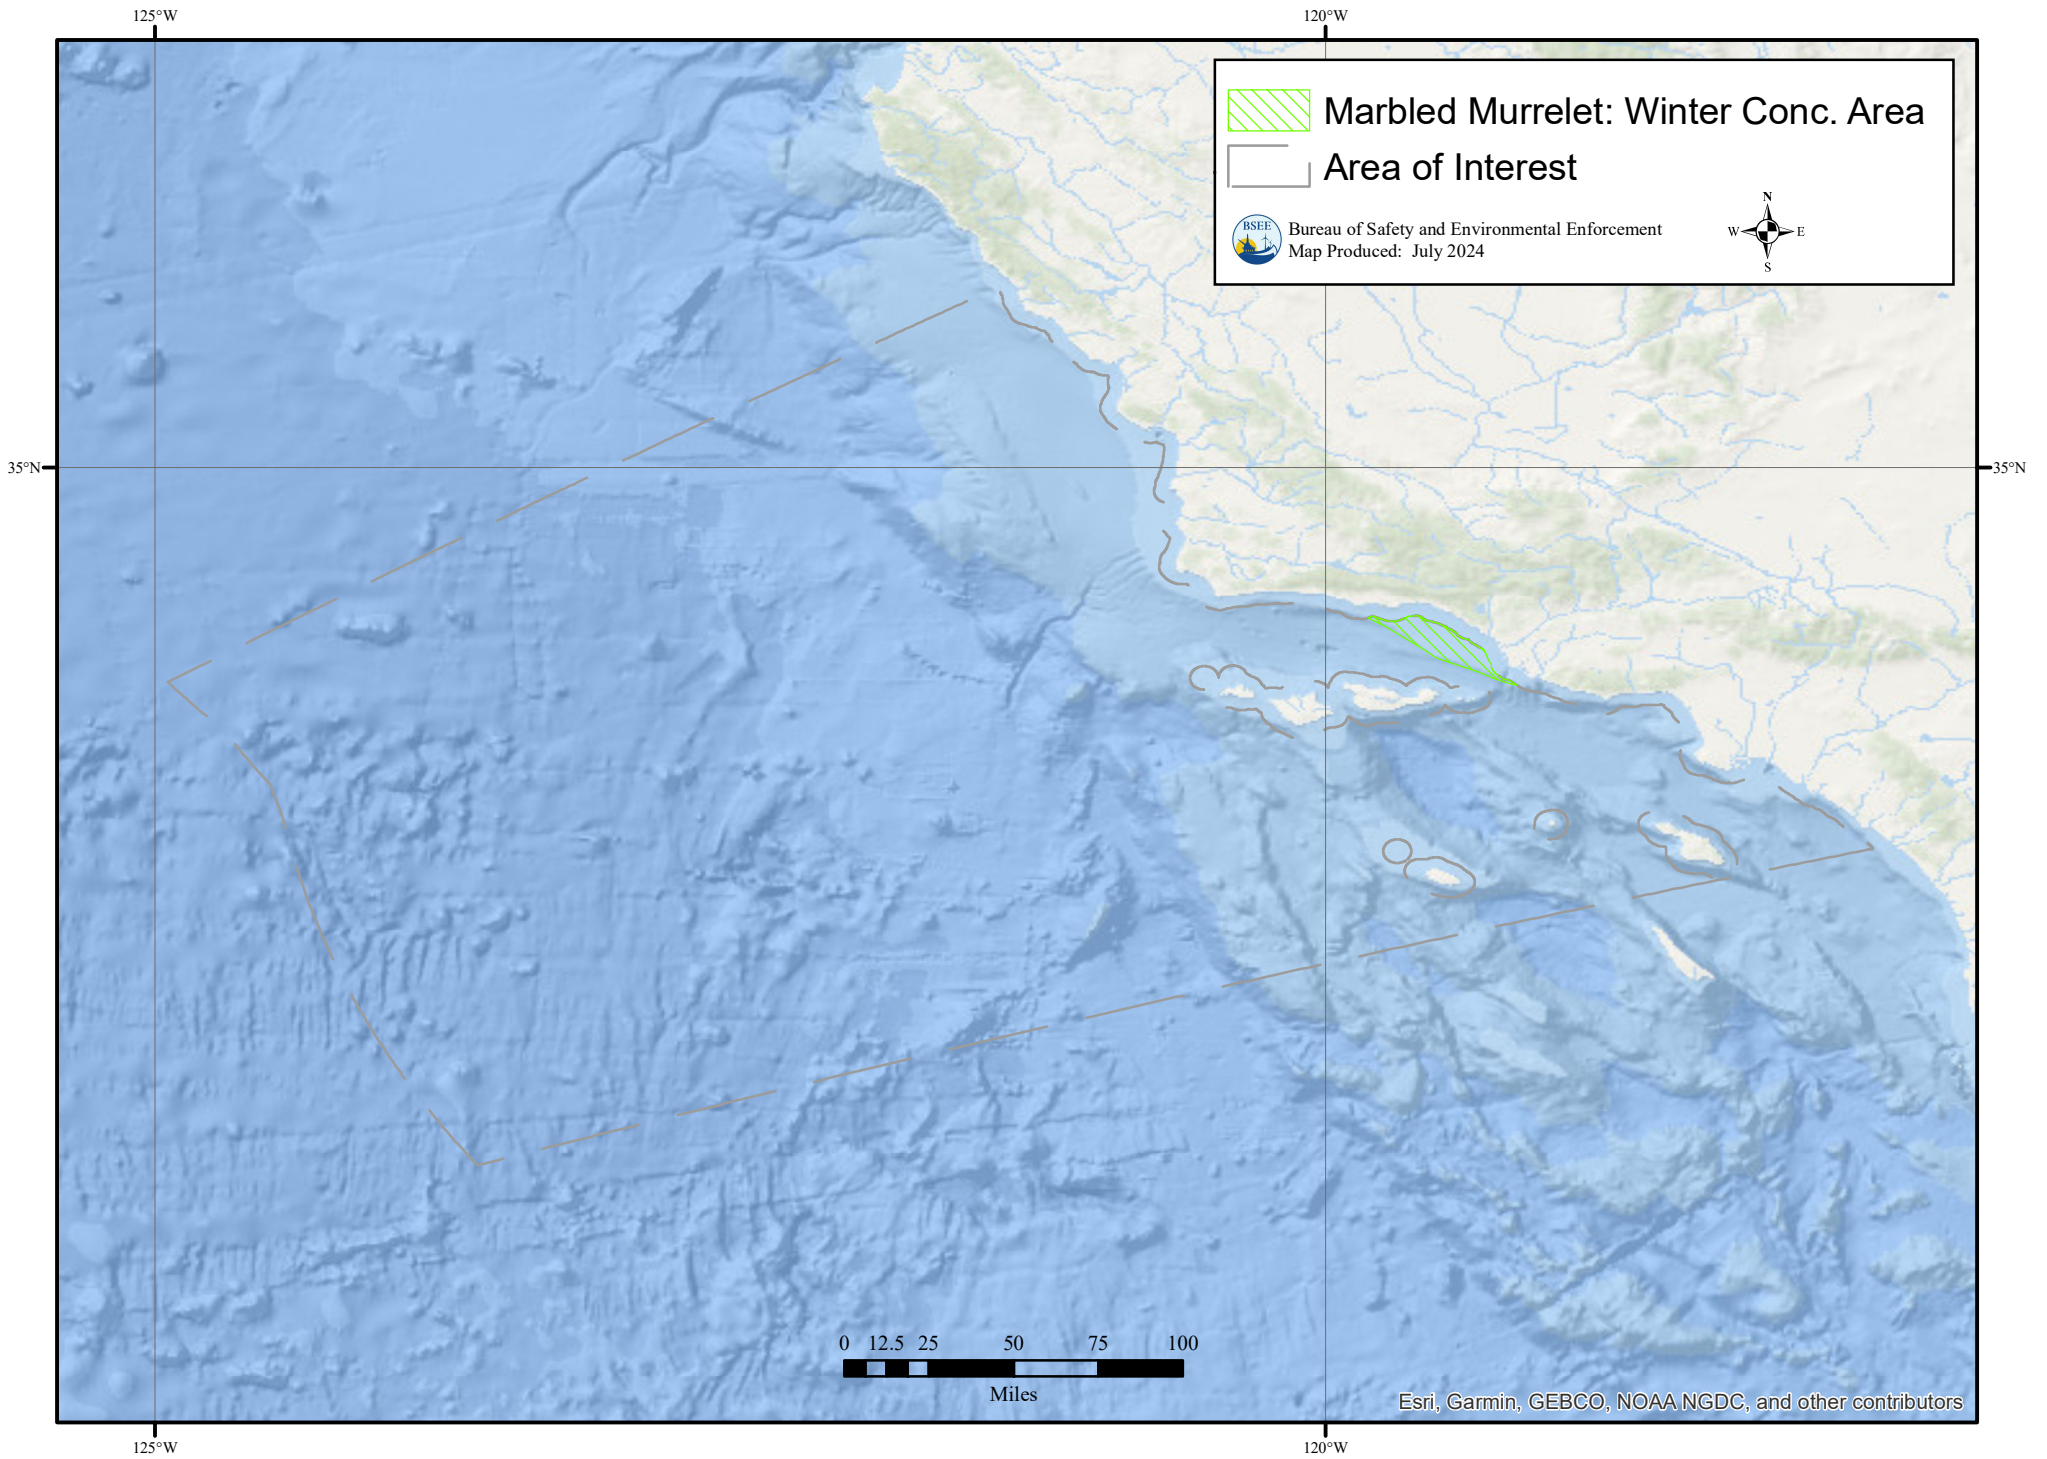 125°W
120°W
Marbled Murrelet: Winter Conc. Area
Area of Interest
N
W
E
S
BSEE
Bureau of Safety and Environmental Enforcement
Map Produced: July 2024
35°N
35°N
0 12.5 25 50 75 100
Miles
Esri, Garmin, GEBCO, NOAA NGDC, and other contributors
125°W
120°W